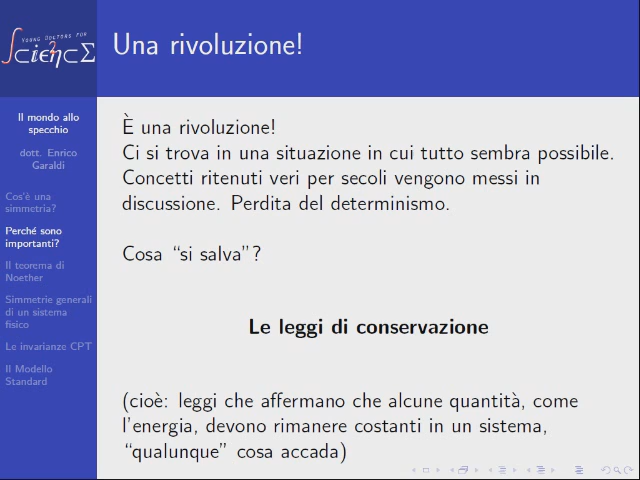 Young Doctors for
Science
Una rivoluzione!
Il mondo allo
specchio
dott. Enrico
Garaldi
Cos'è una
simmetria?
Perché sono
importanti?
Il teorema di
Noether
Simmetrie generali
di un sistema
fisico
Le invarianze CPT
Il Modello
Standard
È una rivoluzione!
Ci si trova in una situazione in cui tutto sembra possibile.
Concetti ritenuti veri per secoli vengono messi in
discussione. Perdita del determinismo.
Cosa “si salva”?
Le leggi di conservazione
(cioè: leggi che affermano che alcune quantità, come
l'energia, devono rimanere costanti in un sistema,
“qualunque” cosa accada)